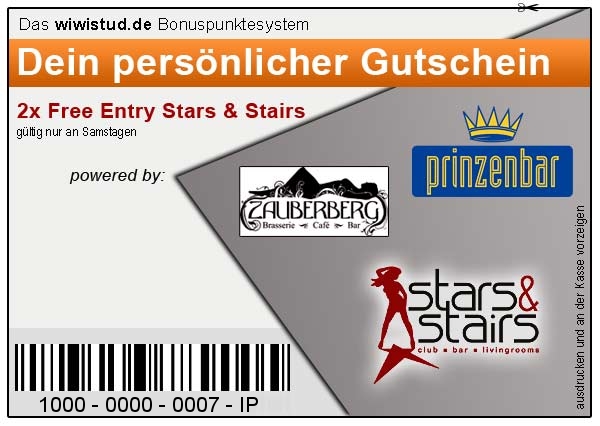 Das wiwistud.de Bonuspunktesystem
Dein persönlicher Gutschein
2x Free Entry Stars & Stairs
gültig nur an Samstagen
powered by:
ZAUBERBERG
Brasserie Café Bar
prinzenbar
stars&
stairs
club ▪ bar ▪ livingrooms
ausdrucken und an der Kasse vorzeigen
1000 - 0000 - 0007 - IP